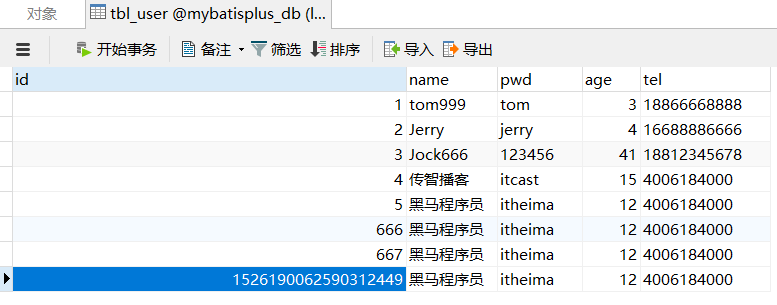 对象 tbl_user @mybatisplus_db (l...
开始事务 备注 筛选 排序 导入 导出
id name pwd age tel
1 tom999 tom 3 18866668888
2 Jerry jerry 4 16688886666
3 Jock666 123456 41 18812345678
4 传智播客 itcast 15 4006184000
5 黑马程序员 itheima 12 4006184000
666 黑马程序员 itheima 12 4006184000
667 黑马程序员 itheima 12 4006184000
1526190062590312449 黑马程序员 itheima 12 4006184000